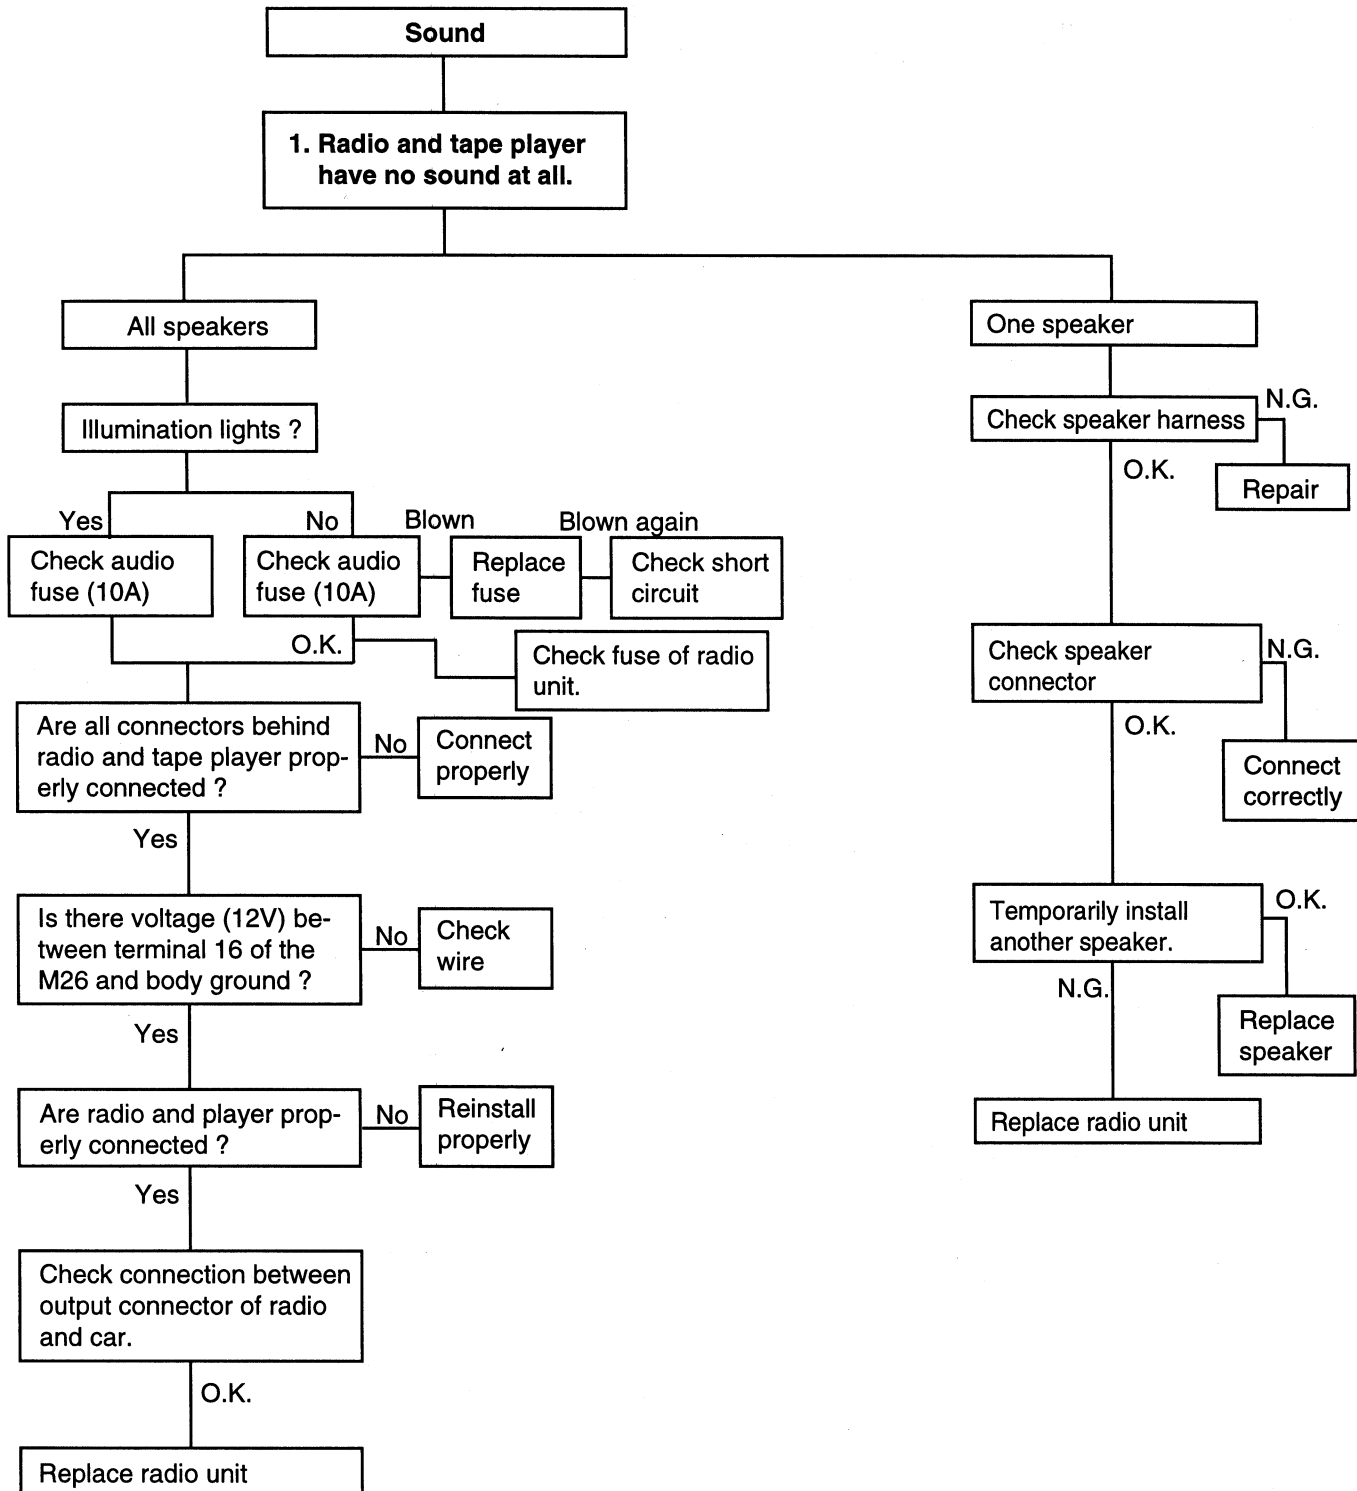 Sound
1. Radio and tape player
have no sound at all.
All speakers
Illumination lights ?
Yes
No
Blown
Blown again
Check audio
fuse (10A)
Check audio
fuse (10A)
Replace
fuse
Check short
circuit
O.K.
Check fuse of radio
unit.
Are all connectors behind
radio and tape player prop-
erly connected ?
No
Connect
properly
Yes
Is there voltage (12V) be-
tween terminal 16 of the
M26 and body ground ?
No
Check
wire
Yes
Are radio and player prop-
erly connected ?
No
Reinstall
properly
Yes
Check connection between
output connector of radio
and car.
O.K.
Replace radio unit
One speaker
Check speaker harness
N.G.
Repair
O.K.
Check speaker
connector
N.G.
Connect
correctly
O.K.
Temporarily install
another speaker.
O.K.
Replace
speaker
N.G.
Replace radio unit